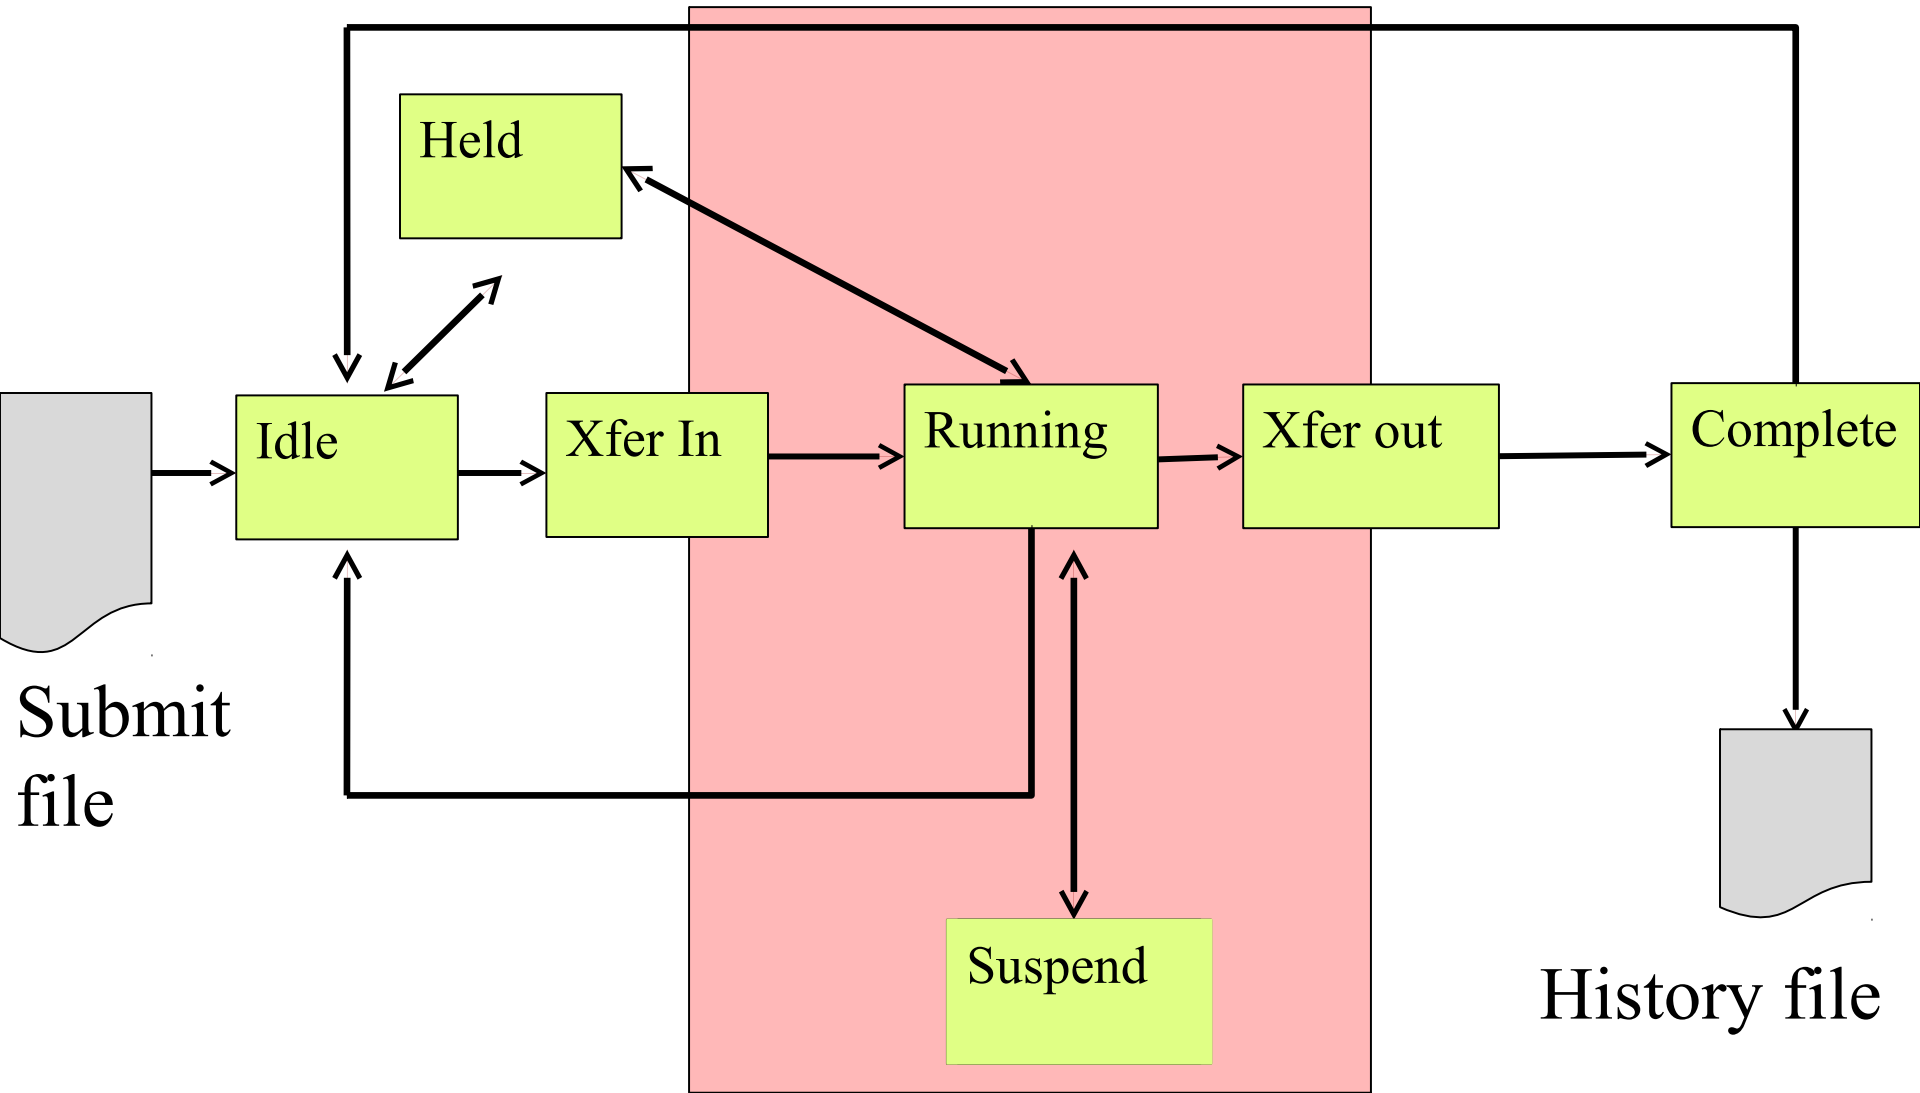 Held
Idle
Xfer In
Running
Xfer out
Complete
Submit
file
Suspend
History file